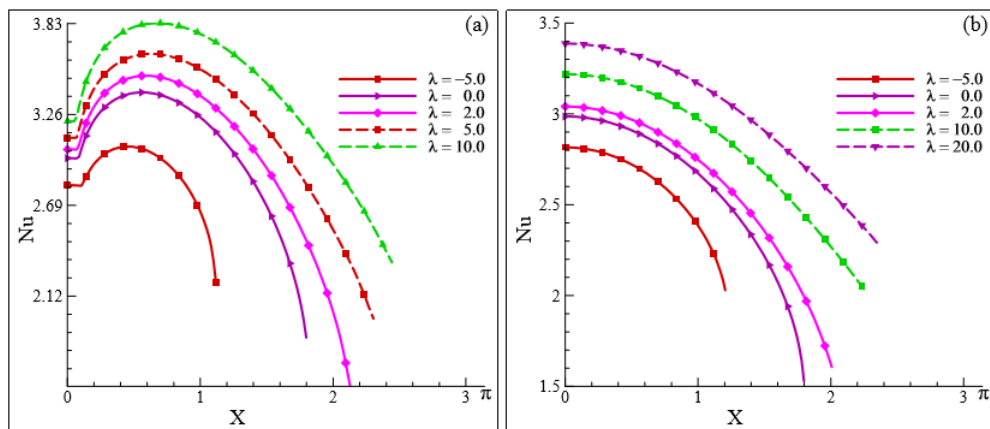 (a)
3.83
3.26
2.69
2.12
Nu
λ = −5.0
λ = 0.0
λ = 2.0
λ = 5.0
λ = 10.0
0
1
2
3
π
X
(b)
3.5
3
2.5
2
1.5
Nu
λ = −5.0
λ = 0.0
λ = 2.0
λ = 10.0
λ = 20.0
0
1
2
3
π
X